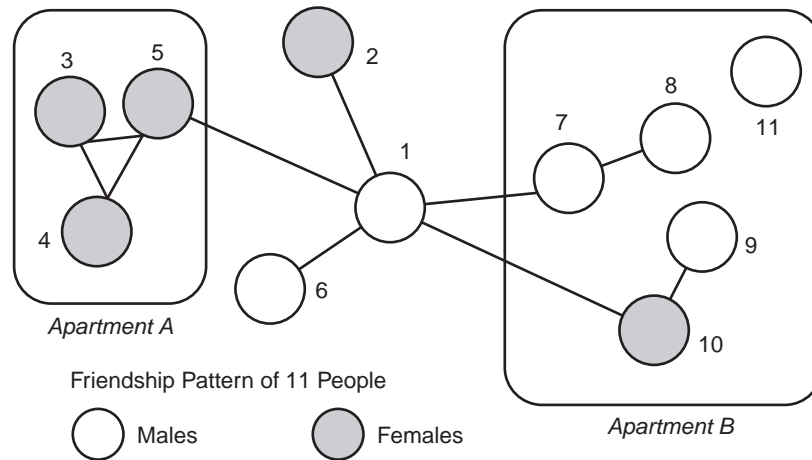 3
5
2
8
7
11
1
4
9
6
10
Apartment A
Friendship Pattern of 11 People
Apartment B
Males
Females